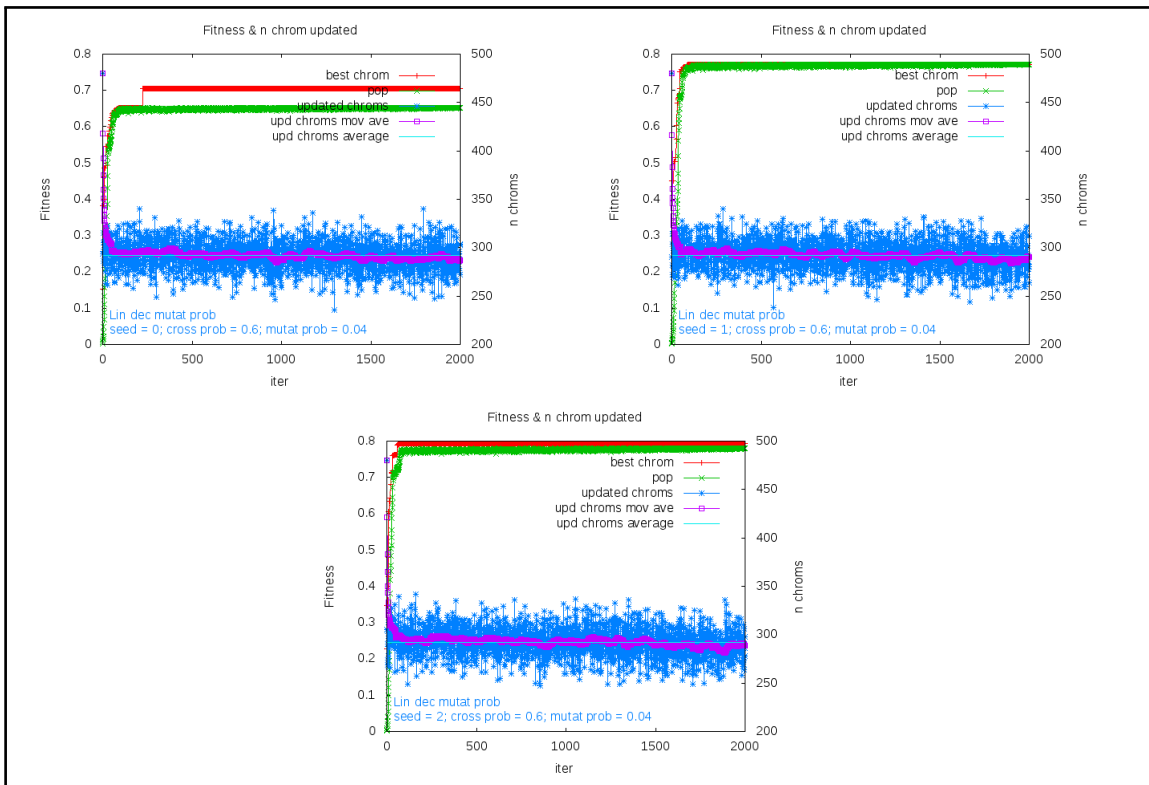 Fitness & n chrom updated
0.8
0.7
0.6
0.5
0.4
0.3
0.2
0.1
0
Fitness
500
450
400
350
300
250
200
n chroms
best chrom
pop
updated chroms
upd chroms mov ave
upd chroms average
Lin dec mutat prob
seed = 0; cross prob = 0.6; mutat prob = 0.04
0 500 1000 1500 2000
iter
Fitness & n chrom updated
0.8
0.7
0.6
0.5
0.4
0.3
0.2
0.1
0
Fitness
500
450
400
350
300
250
200
n chroms
best chrom
pop
updated chroms
upd chroms mov ave
upd chroms average
Lin dec mutat prob
seed = 1; cross prob = 0.6; mutat prob = 0.04
0 500 1000 1500 2000
iter
Fitness & n chrom updated
0.8
0.7
0.6
0.5
0.4
0.3
0.2
0.1
0
Fitness
500
450
400
350
300
250
200
n chroms
best chrom
pop
updated chroms
upd chroms mov ave
upd chroms average
Lin dec mutat prob
seed = 2; cross prob = 0.6; mutat prob = 0.04
0 500 1000 1500 2000
iter